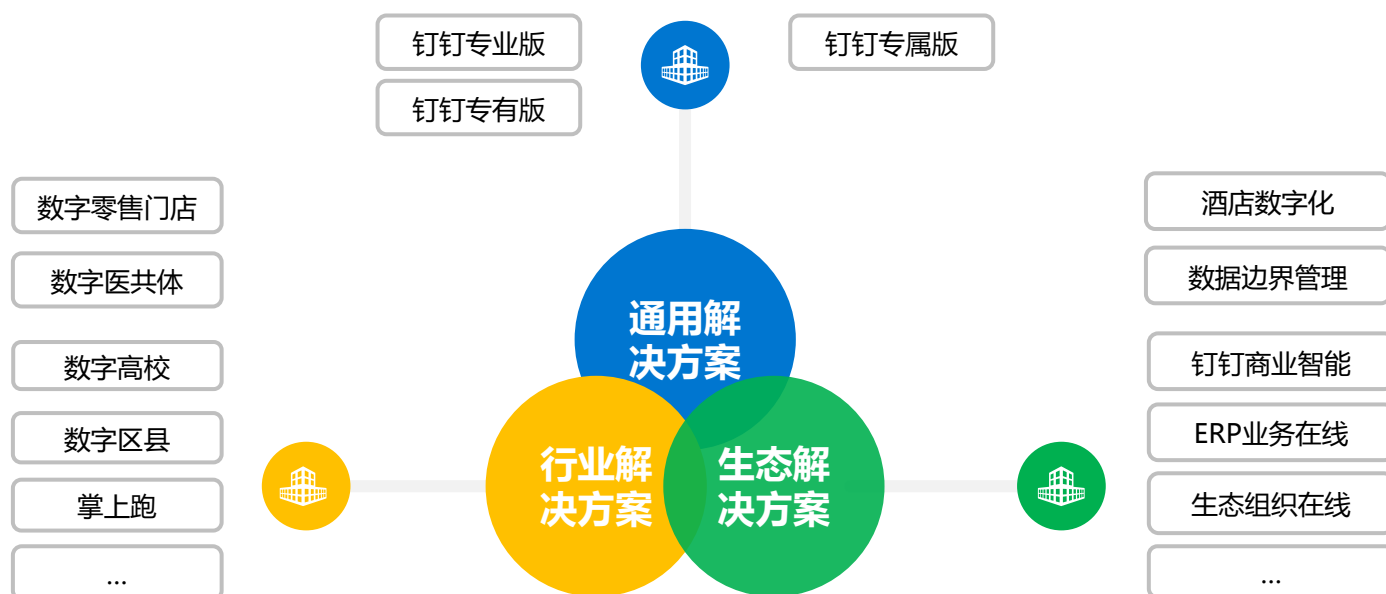 钉钉专业版
钉钉专属版
钉钉专有版
数字零售门店
数字医共体
数字高校
数字区县
掌上跑
...
通用解
决方案
行业解
决方案
生态解
决方案
酒店数字化
数据边界管理
钉钉商业智能
ERP业务在线
生态组织在线
...